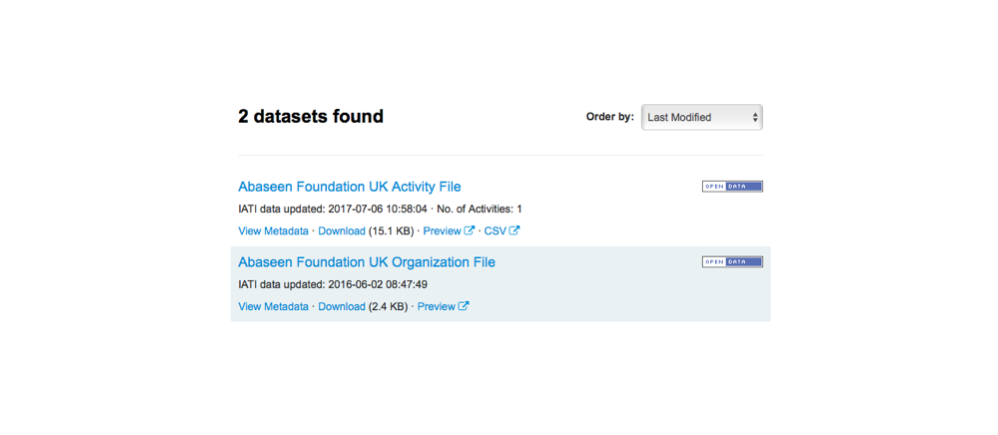 2 datasets found
Order by: Last Modified
Abaseen Foundation UK Activity File
OPEN DATA
IATI data updated: 2017-07-06 10:58:04 · No. of Activities: 1
View Metadata · Download (15.1 KB) · Preview · CSV
Abaseen Foundation UK Organization File
OPEN DATA
IATI data updated: 2016-06-02 08:47:49
View Metadata · Download (2.4 KB) · Preview